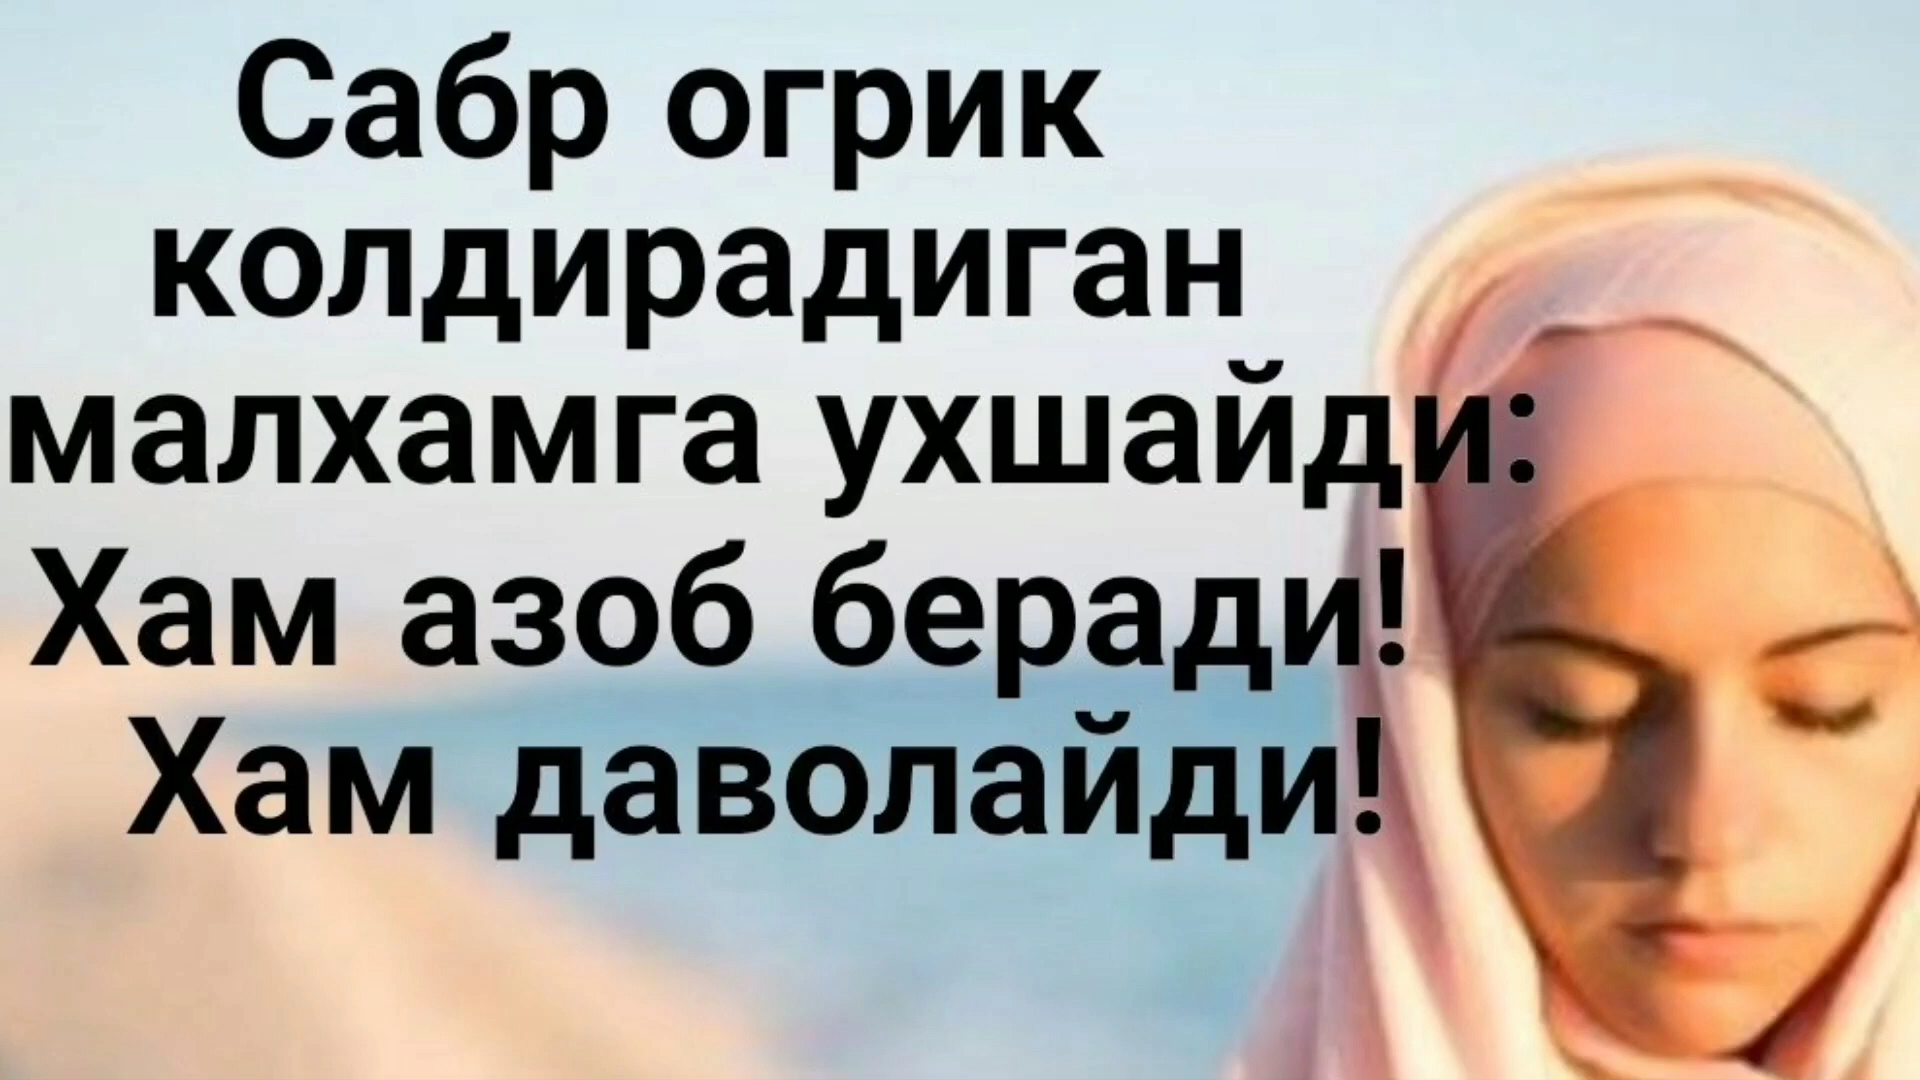 Сабр огрик
колдирадиган
малхамга ухшайди:
Хам азоб беради!
Хам даволайди!